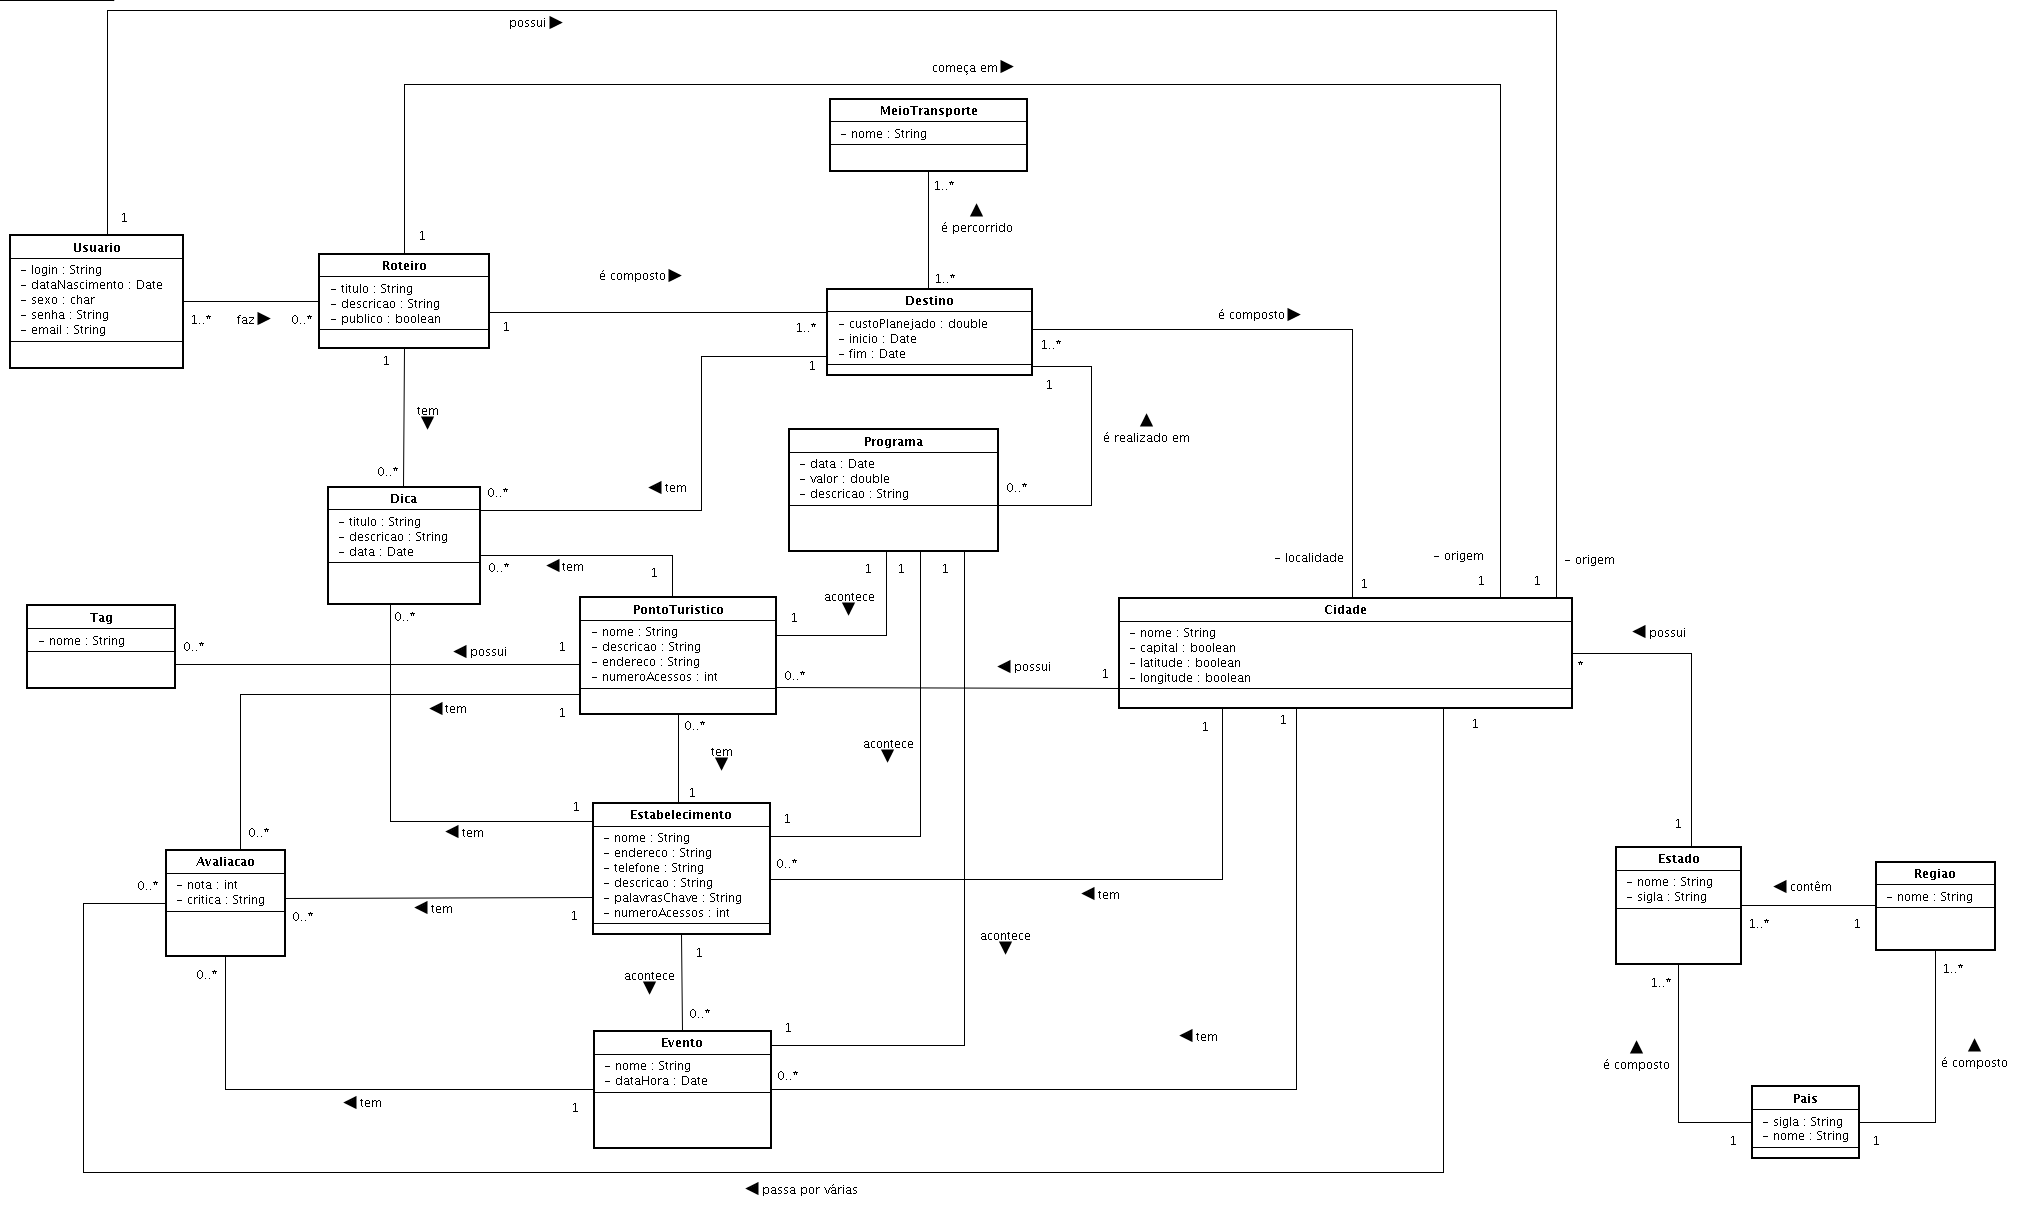 possui
começa em
MeioTransporte
- nome : String
1..*
é percorrido
1..*
1
Usuario
- login : String
- dataNascimento : Date
- sexo : char
- senha : String
- email : String
1..*
faz
0..*
1
Roteiro
- titulo : String
- descricao : String
- publico : boolean
1
é composto
1
1..*
Destino
- custoPlanejado : double
- inicio : Date
- fim : Date
1
1..*
1
é composto
tem
0..*
Dica
- titulo : String
- descricao : String
- data : Date
0..*
tem
0..*
tem
1
0..*
Programa
- data : Date
- valor : double
- descricao : String
0..*
é realizado em
1
1
1
acontece
1
- localidade
1
- origem
1
1
- origem
Tag
- nome : String
0..*
possui
1
PontoTuristico
- nome : String
- descricao : String
- endereco : String
- numeroAcessos : int
0..*
possui
1
Cidade
- nome : String
- capital : boolean
- latitude : boolean
- longitude : boolean
*
possui
tem
1
0..*
tem
1
acontece
1
1
1
1
0..*
tem
1
Estabelecimento
- nome : String
- endereco : String
- telefone : String
- descricao : String
- palavrasChave : String
- numeroAcessos : int
1
0..*
tem
Avaliacao
- nota : int
- critica : String
0..*
0..*
tem
1
0..*
1
acontece
0..*
acontece
Estado
- nome : String
- sigla : String
contêm
1..*
1
Regiao
- nome : String
1..*
1..*
Evento
- nome : String
- dataHora : Date
1
0..*
tem
tem
1
é composto
é composto
Pais
- sigla : String
- nome : String
1
1
passa por várias